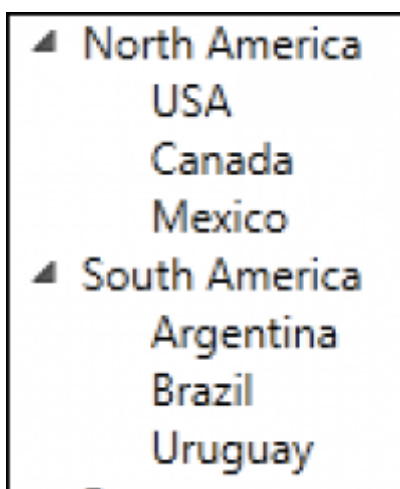 North America
USA
Canada
Mexico
South America
Argentina
Brazil
Uruguay